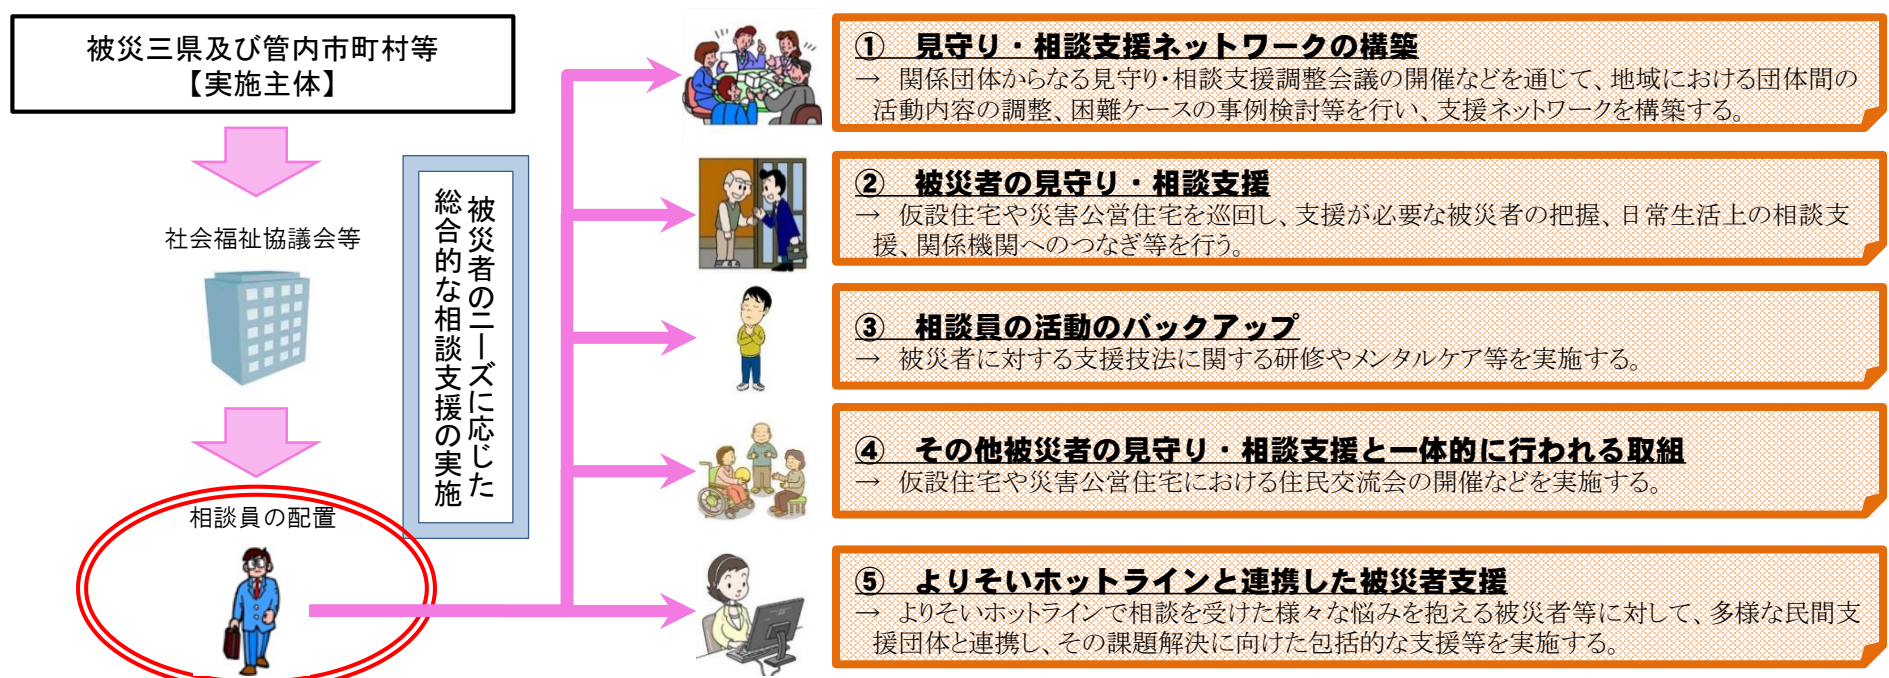 被災三県及び管内市町村等
【実施主体】
社会福祉協議会等
相談員の配置
被災者のニーズに応じた
総合的な相談支援の実施
① 見守り・相談支援ネットワークの構築
→ 関係団体からなる見守り・相談支援調整会議の開催などを通じて、地域における団体間の
活動内容の調整、困難ケースの事例検討等を行い、支援ネットワークを構築する。
② 被災者の見守り・相談支援
→ 仮設住宅や災害公営住宅を巡回し、支援が必要な被災者の把握、日常生活上の相談支
援、関係機関へのつなぎ等を行う。
③ 相談員の活動のバックアップ
→ 被災者に対する支援技法に関する研修やメンタルケア等を実施する。
④ その他被災者の見守り・相談支援と一体的に行われる取組
→ 仮設住宅や災害公営住宅における住民交流会の開催などを実施する。
⑤ よりそいホットラインと連携した被災者支援
→ よりそいホットラインで相談を受けた様々な悩みを抱える被災者等に対して、多様な民間支
援団体と連携し、その課題解決に向けた包括的な支援等を実施する。